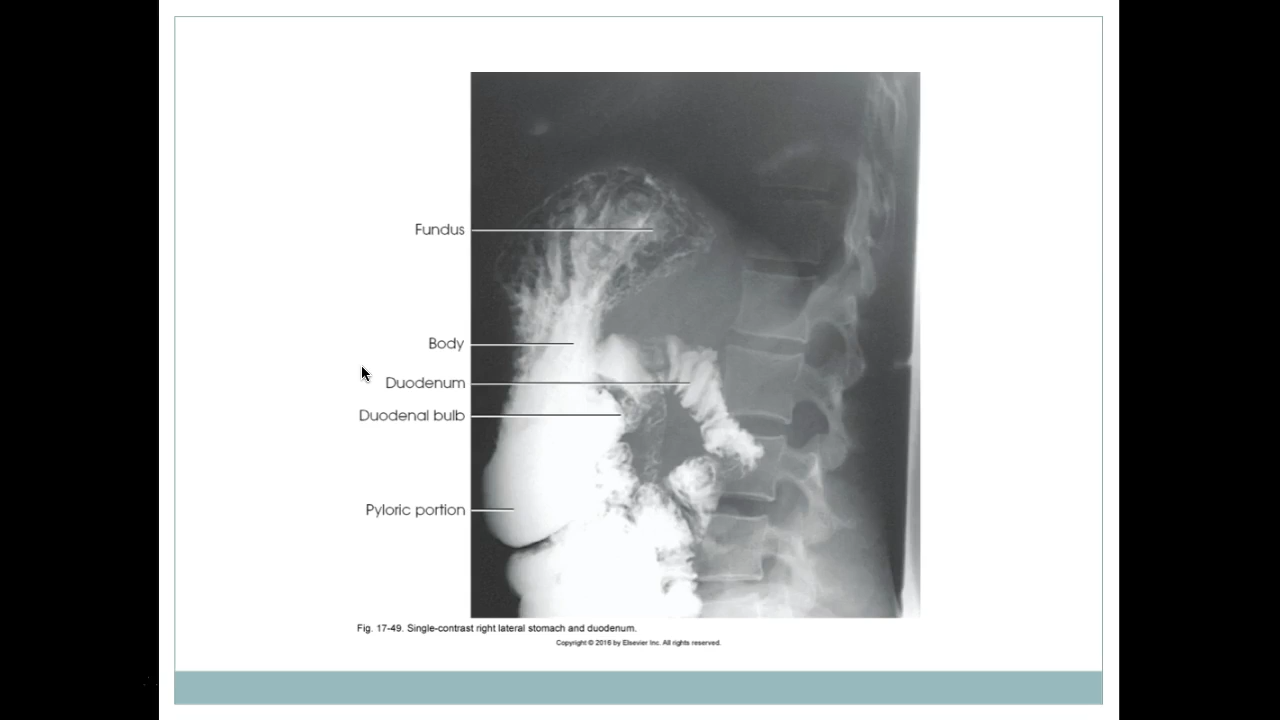 Fundus
Body
Duodenum
Duodenal bulb
Pyloric portion
Fig. 17-49. Single-contrast right lateral stomach and duodenum.
Copyright © 2016 by Elsevier Inc. All rights reserved.